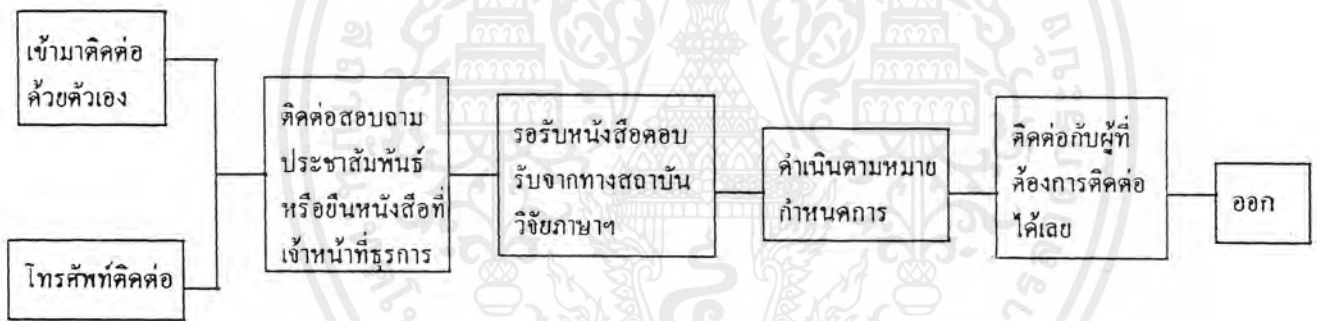 เข้ามาติดต่อ
ด้วยตัวเอง
โทรศัพท์ติดต่อ
ติดต่อสอบถาม
ประชาสัมพันธ์
หรือยืนหนังสือที่
เจ้าหน้าที่ธุรการ
รอรับหนังสือตอบ
รับจากทางสถาบัน
วิจัยภาษาฯ
ดำเนินตามหมาย
กำหนดการ
ติดต่อกับผู้ที่
ต้องการติดต่อ
ได้เลย
ออก